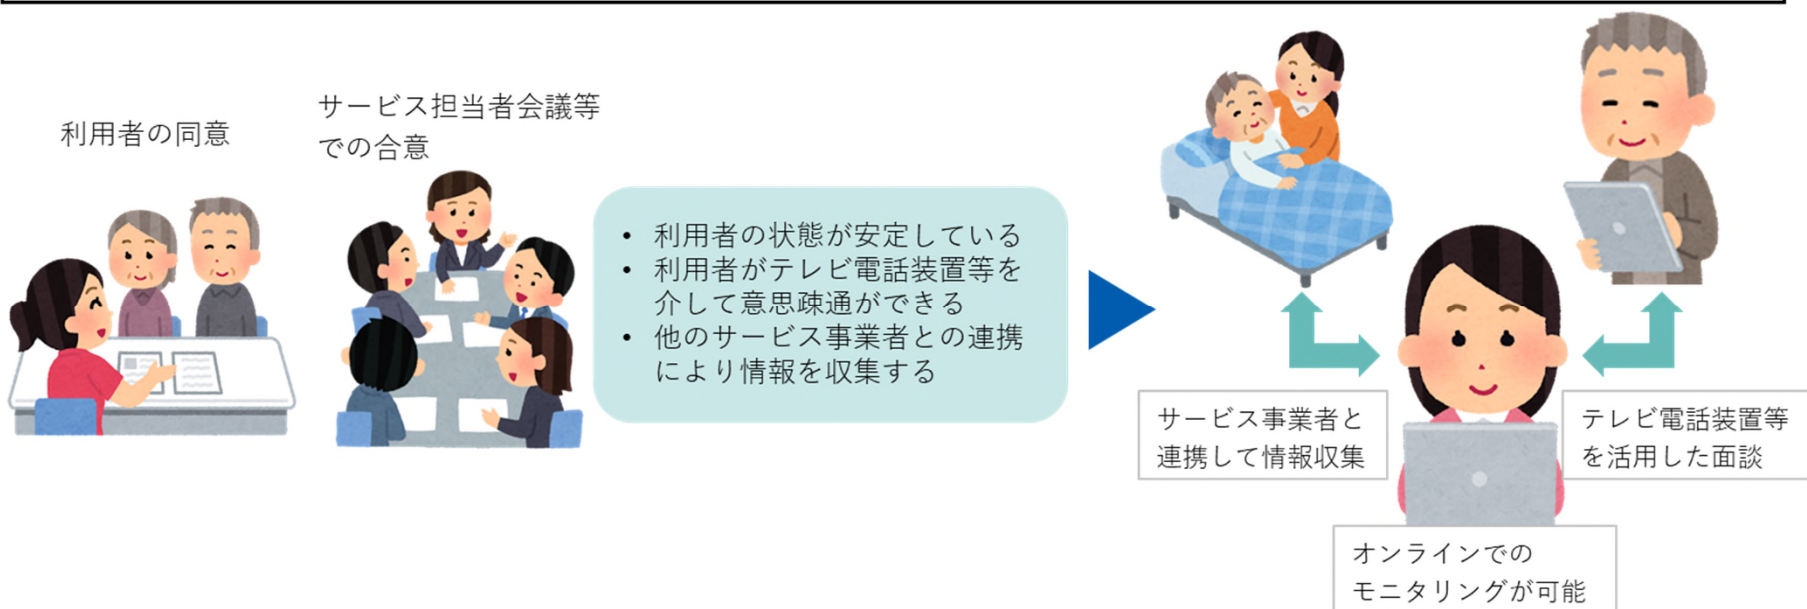 利用者の同意
サービス担当者会議等
での合意
• 利用者の状態が安定している
• 利用者がテレビ電話装置等を
介して意思疎通ができる
• 他のサービス事業者との連携
により情報を収集する
サービス事業者と
連携して情報収集
テレビ電話装置等
を活用した面談
オンラインでの
モニタリングが可能